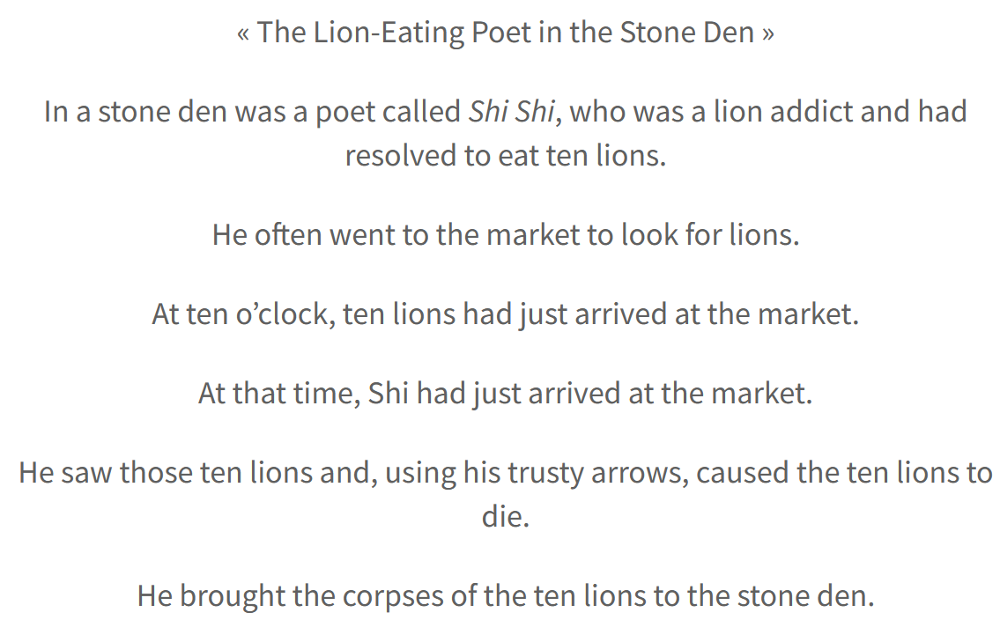 « The Lion-Eating Poet in the Stone Den »
In a stone den was a poet called Shi Shi, who was a lion addict and had
resolved to eat ten lions.
He often went to the market to look for lions.
At ten o’clock, ten lions had just arrived at the market.
At that time, Shi had just arrived at the market.
He saw those ten lions and, using his trusty arrows, caused the ten lions to
die.
He brought the corpses of the ten lions to the stone den.